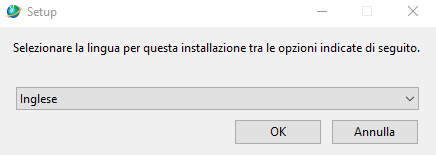 Setup
Selezionare la lingua per questa installazione tra le opzioni indicate di seguito.
Inglese
OK
Annulla